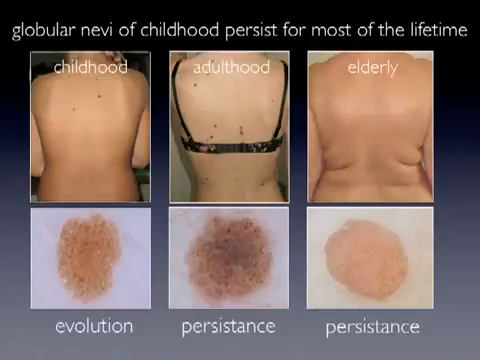 globular nevi of childhood persist for most of the lifetime
childhood adulthood elderly
evolution persistance persistance